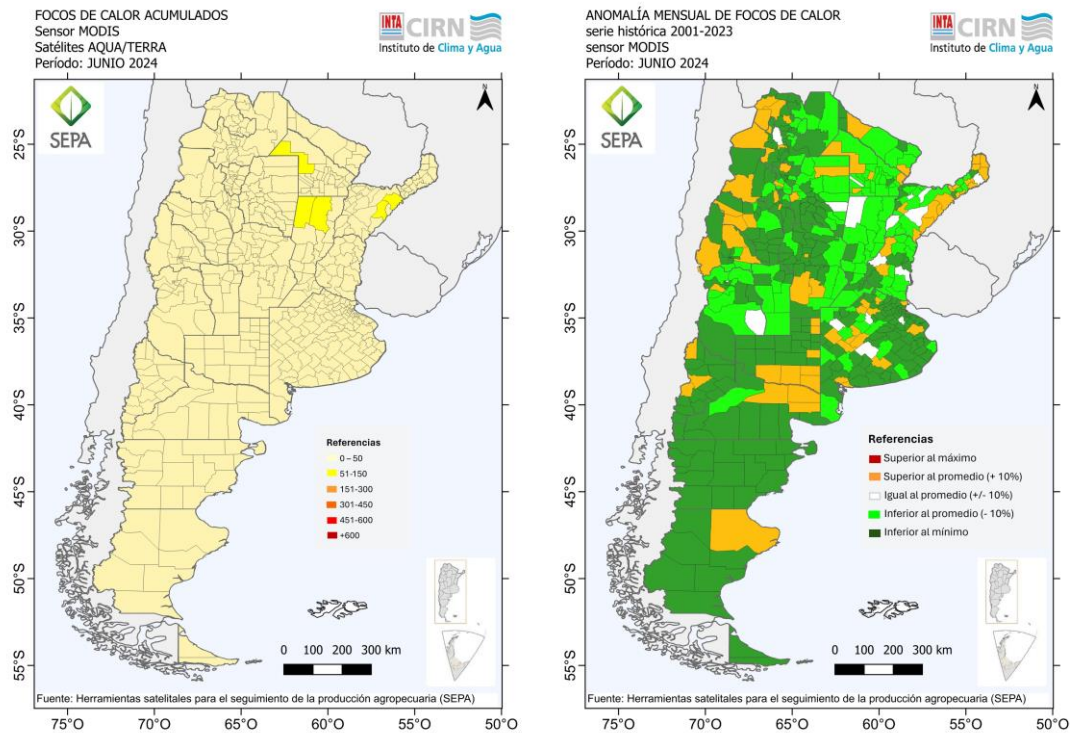 FOCOS DE CALOR ACUMULADOS
Sensor MODIS
Satélites AQUA/TERRA
Período: JUNIO 2024
INTA CIRN
Instituto de Clima y Agua
SEPA
N
25°S
30°S
35°S
40°S
45°S
50°S
55°S
Referencias
0 – 50
51-150
151-300
301-450
451-600
+600
0 100 200 300 km
Fuente: Herramientas satelitales para el seguimiento de la producción agropecuaria (SEPA)
75°O 70°O 65°O 60°O 55°O 50°O
ANOMALÍA MENSUAL DE FOCOS DE CALOR
serie histórica 2001-2023
sensor MODIS
Período: JUNIO 2024
INTA CIRN
Instituto de Clima y Agua
SEPA
N
25°S
30°S
35°S
40°S
45°S
50°S
55°S
Referencias
Superior al máximo
Superior al promedio (+ 10%)
Igual al promedio (+/- 10%)
Inferior al promedio (- 10%)
Inferior al mínimo
0 100 200 300 km
Fuente: Herramientas satelitales para el seguimiento de la producción agropecuaria (SEPA)
75°O 70°O 65°O 60°O 55°O 50°O